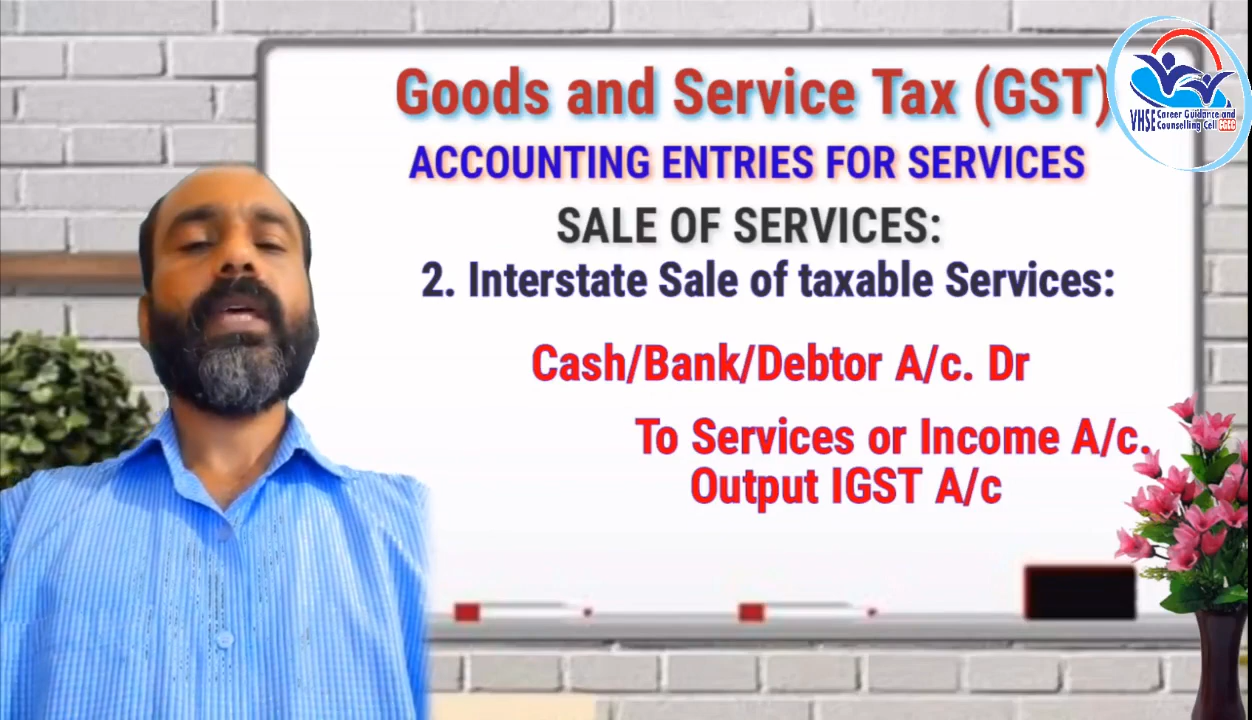 Goods and Service Tax (GST)
VHSE Career Guidance and
Counselling Cell CGCC
ACCOUNTING ENTRIES FOR SERVICES
SALE OF SERVICES:
2. Interstate Sale of taxable Services:
Cash/Bank/Debtor A/c. Dr
To Services or Income A/c.
Output IGST A/c